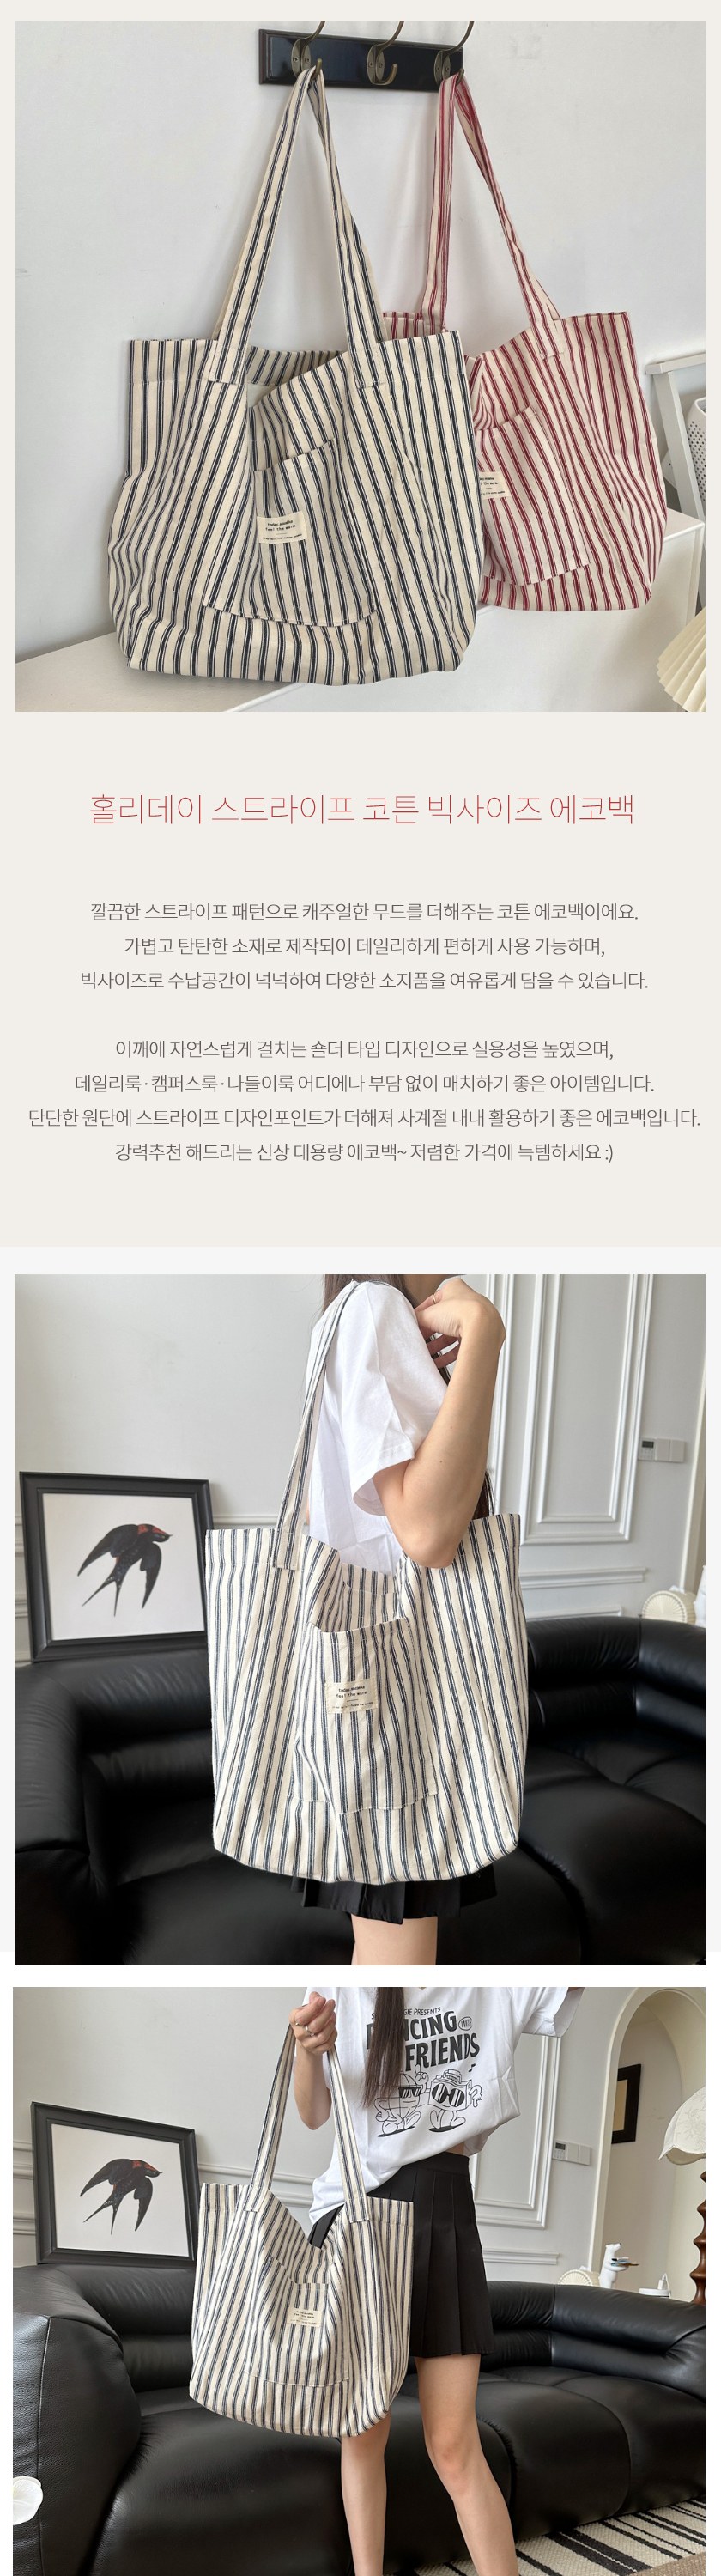 홀리데이 스트라이프 코튼 빅사이즈 에코백
깔끔한 스트라이프 패턴으로 캐주얼한 무드를 더해주는 코튼 에코백이에요.
가볍고 탄탄한 소재로 제작되어 데일리하게 편하게 사용 가능하며,
빅사이즈로 수납공간이 넉넉하여 다양한 소지품을 여유롭게 담을 수 있습니다.
어깨에 자연스럽게 걸치는 숄더 타입 디자인으로 실용성을 높였으며,
데일리룩·캠퍼스룩·나들이룩 어디에나 부담 없이 매치하기 좋은 아이템입니다.
탄탄한 원단에 스트라이프 디자인포인트가 더해져 사계절 내내 활용하기 좋은 에코백입니다.
강력추천 해드리는 신상 대용량 에코백~ 저렴한 가격에 득템하세요 :)
PRESENTS
FRIENDS